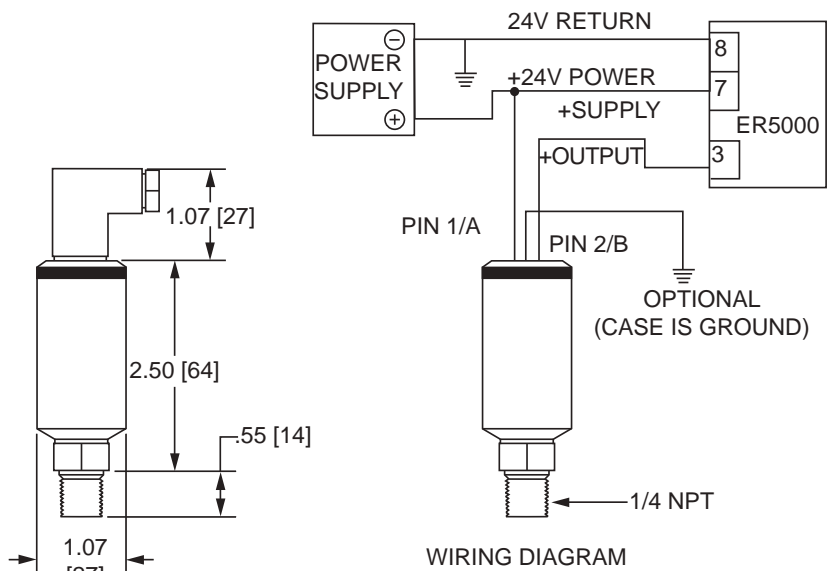 24V RETURN
⊖
POWER
SUPPLY
⊕
+24V POWER
+SUPPLY
8
7
3
ER5000
+OUTPUT
PIN 1/A
PIN 2/B
OPTIONAL
(CASE IS GROUND)
1/4 NPT
WIRING DIAGRAM
1.07 [27]
2.50 [64]
.55 [14]
1.07
[27]